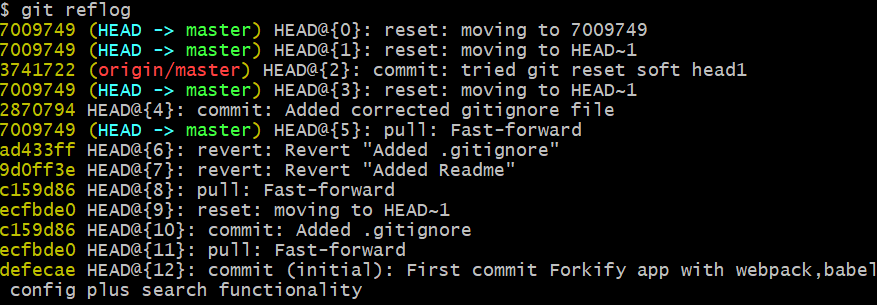 $ git reflog
7009749 (HEAD -> master) HEAD@{0}: reset: moving to 7009749
7009749 (HEAD -> master) HEAD@{1}: reset: moving to HEAD~1
3741722 (origin/master) HEAD@{2}: commit: tried git reset soft head1
7009749 (HEAD -> master) HEAD@{3}: reset: moving to HEAD~1
2870794 HEAD@{4}: commit: Added corrected gitignore file
7009749 (HEAD -> master) HEAD@{5}: pull: Fast-forward
ad433ff HEAD@{6}: revert: Revert "Added .gitignore"
9d0ff3e HEAD@{7}: revert: Revert "Added Readme"
c159d86 HEAD@{8}: pull: Fast-forward
ecfbde0 HEAD@{9}: reset: moving to HEAD~1
c159d86 HEAD@{10}: commit: Added .gitignore
ecfbde0 HEAD@{11}: pull: Fast-forward
defecae HEAD@{12}: commit (initial): First commit Forkify app with webpack,babel
 config plus search functionality